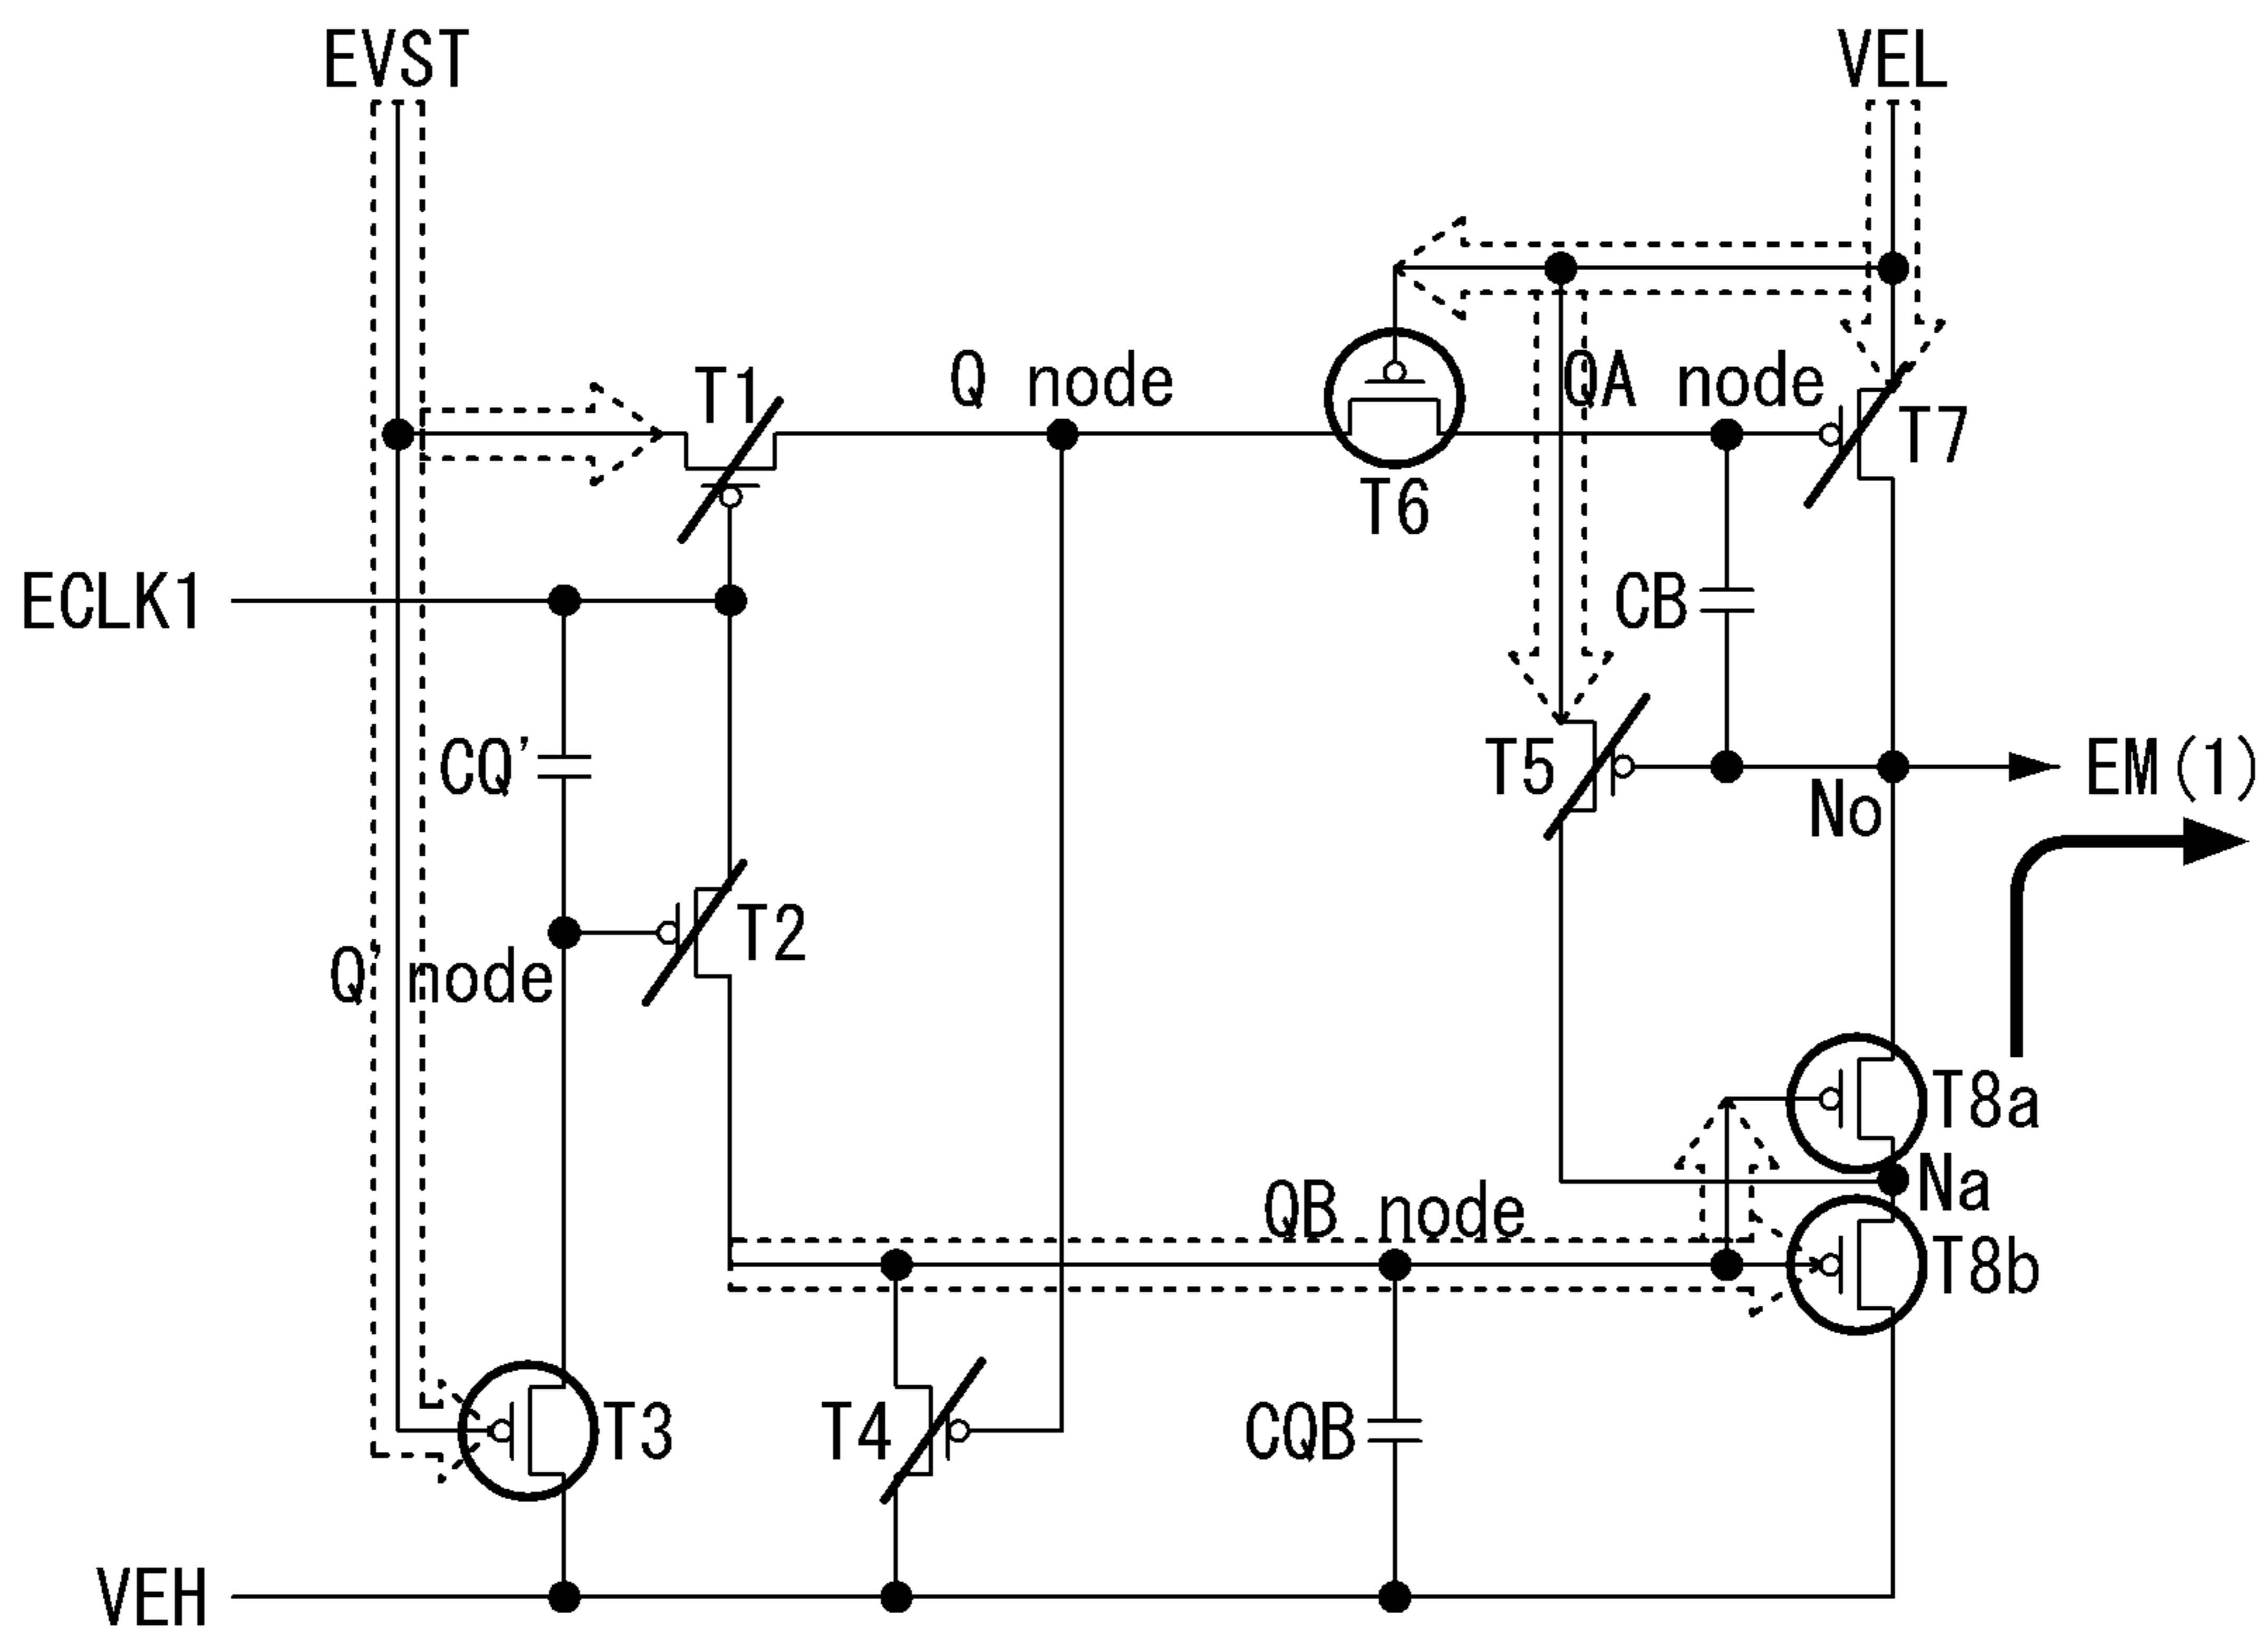 EVST
VEL
T1
Q node
QA node
T7
T6
ECLK1
CB
CQ'
T5
EM(1)
No
T2
Q' node
T8a
Na
QB node
T8b
T3
T4
CQB
VEH